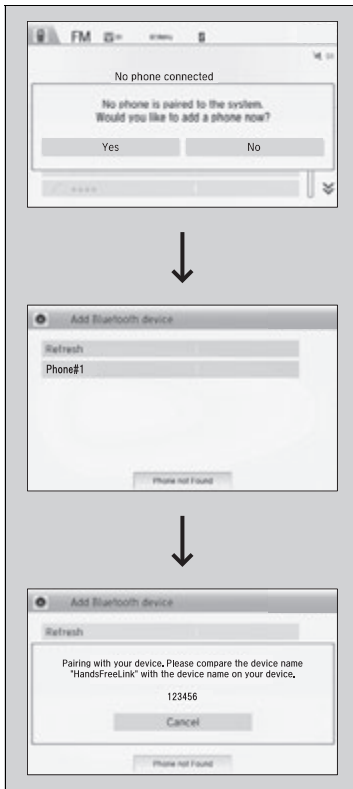 FM
No phone connected
No phone is paired to the system.
Would you like to add a phone now?
Yes No
Add Bluetooth device
Refresh
Phone#1
Phone not Found
Add Bluetooth device
Refresh
Pairing with your device. Please compare the device name
"HandsFreeLink" with the device name on your device.
123456
Cancel
Phone not Found